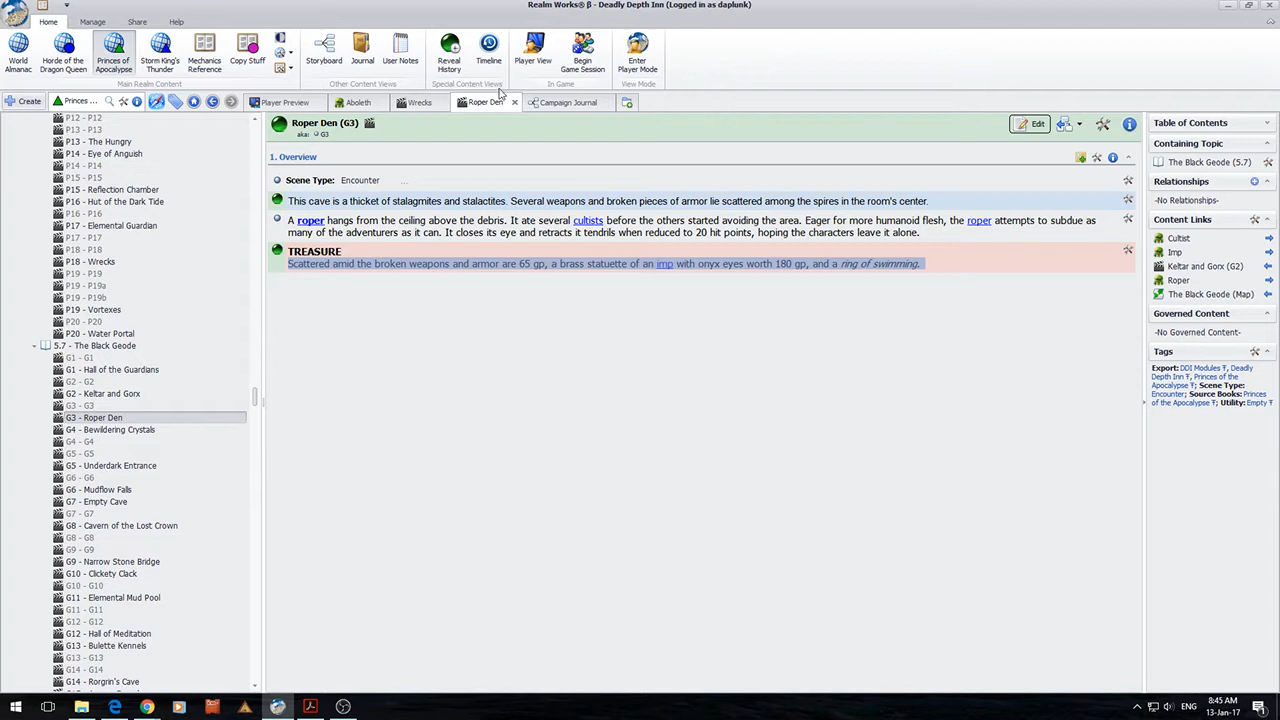 Realm Works® β - Deadly Depth Inn (Logged in as daplunk)
Home Manage Share Help
World Almanac
Horde of the Dragon Queen
Princes of Apocalypse
Storm King's Thunder
Mechanics Reference
Copy Stuff
Storyboard
Journal
User Notes
Reveal History
Timeline
Player View
Begin Game Session
Enter Player Mode
Main Realm Content
Other Content Views
Special Content Views
In Game
View Mode
Create
Princes ...
Player Preview
Aboleth
Wrecks
Roper Den
Campaign Journal
P12 - P12
P13 - P13
P13 - The Hungry
P14 - Eye of Anguish
P14 - P14
P15 - P15
P15 - Reflection Chamber
P16 - Hut of the Dark Tide
P16 - P16
P17 - Elemental Guardian
P17 - P17
P18 - P18
P18 - Wrecks
P19 - P19
P19 - P19a
P19 - P19b
P19 - Vortexes
P20 - P20
P20 - Water Portal
5.7 - The Black Geode
G1 - G1
G1 - Hall of the Guardians
G2 - G2
G2 - Keltar and Gorx
G3 - G3
G3 - Roper Den
G4 - Bewildering Crystals
G4 - G4
G5 - G5
G5 - Underdark Entrance
G6 - G6
G6 - Mudflow Falls
G7 - Empty Cave
G7 - G7
G8 - Cavern of the Lost Crown
G8 - G8
G9 - G9
G9 - Narrow Stone Bridge
G10 - Clickety Clack
G10 - G10
G11 - Elemental Mud Pool
G11 - G11
G12 - G12
G12 - Hall of Meditation
G13 - Bulette Kennels
G13 - G13
G14 - G14
G14 - Rorgrin's Cave
Roper Den (G3)
aka: G3
Edit
1. Overview
Scene Type: Encounter ...
This cave is a thicket of stalagmites and stalactites. Several weapons and broken pieces of armor lie scattered among the spires in the room's center.
A roper hangs from the ceiling above the debris. It ate several cultists before the others started avoiding the area. Eager for more humanoid flesh, the roper attempts to subdue as
many of the adventurers as it can. It closes its eye and retracts it tendrils when reduced to 20 hit points, hoping the characters leave it alone.
TREASURE
Scattered amid the broken weapons and armor are 65 gp, a brass statuette of an imp with onyx eyes worth 180 gp, and a ring of swimming.
Table of Contents
Containing Topic
The Black Geode (5.7)
Relationships
-No Relationships-
Content Links
Cultist
Imp
Keltar and Gorx (G2)
Roper
The Black Geode (Map)
Governed Content
-No Governed Content-
Tags
Export: DDI Modules Ŧ, Deadly
Depth Inn Ŧ, Princes of the
Apocalypse Ŧ; Scene Type:
Encounter; Source Books: Princes
of the Apocalypse Ŧ; Utility: Empty Ŧ
ENG
8:45 AM
13-Jan-17